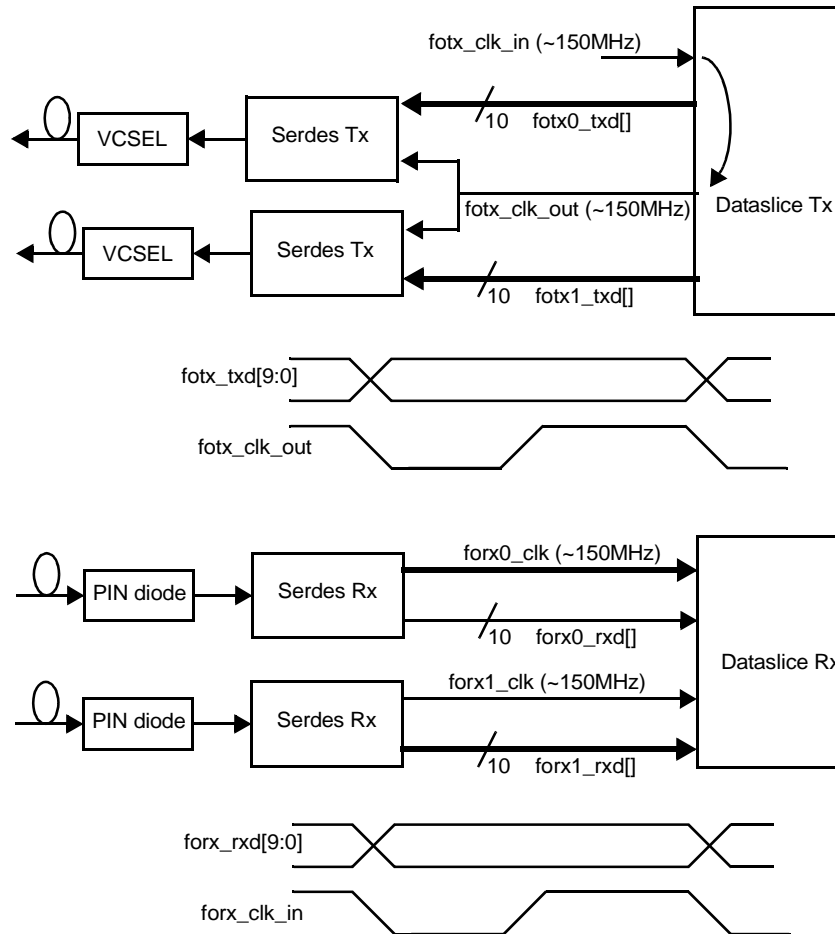 fotx_clk_in (~150MHz)
10 fotx0_txd[]
VCSEL
Serdes Tx
fotx_clk_out (~150MHz)
Dataslice Tx
VCSEL
Serdes Tx
10 fotx1_txd[]
fotx_txd[9:0]
fotx_clk_out
forx0_clk (~150MHz)
PIN diode
Serdes Rx
10 forx0_rxd[]
Dataslice Rx
forx1_clk (~150MHz)
PIN diode
Serdes Rx
10 forx1_rxd[]
forx_rxd[9:0]
forx_clk_in